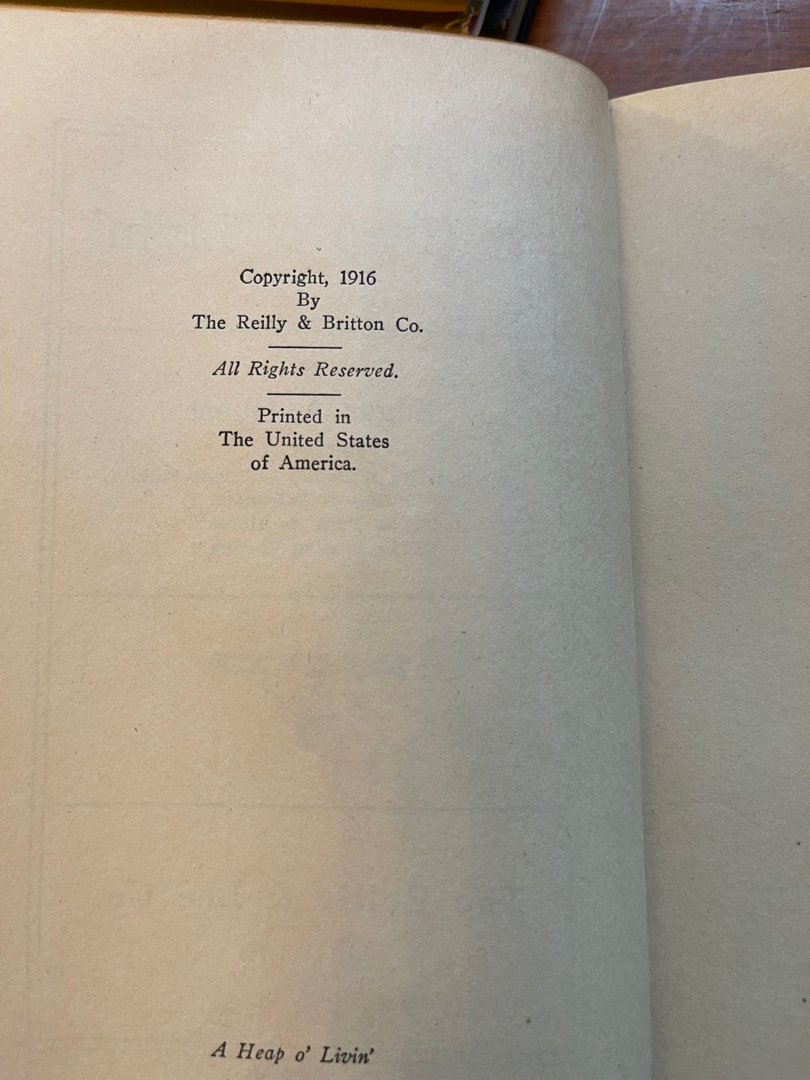 Copyright, 1916
By
The Reilly & Britton Co.
All Rights Reserved.
Printed in
The United States
of America.
A Heap o' Livin'